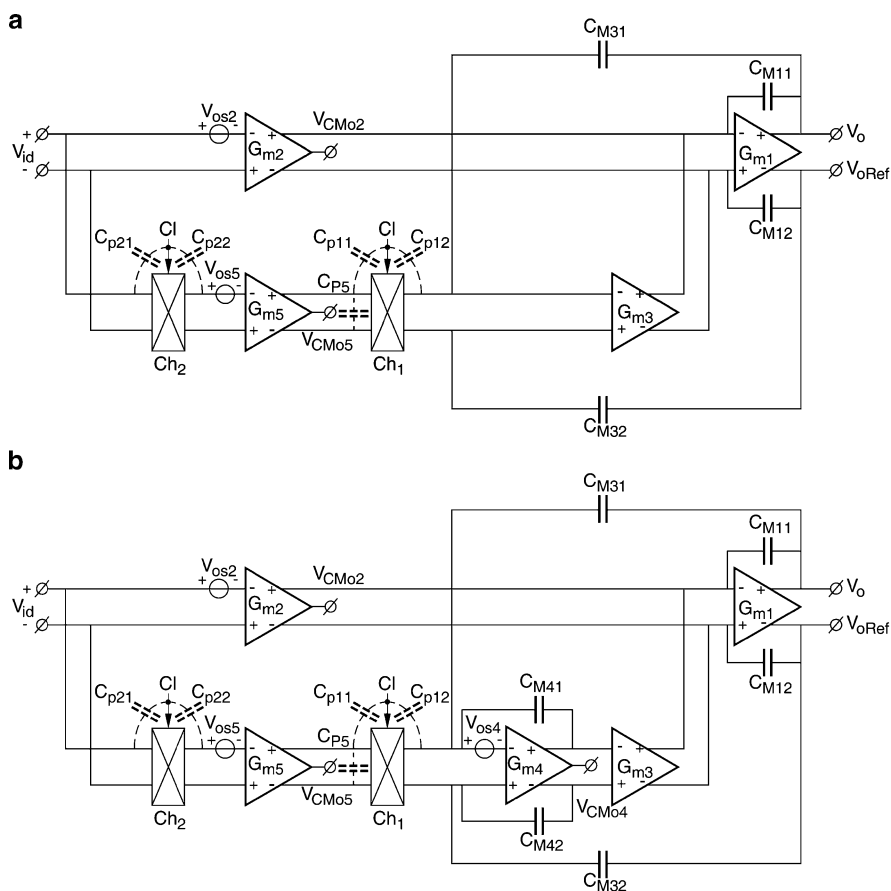 a
C_M31
C_M11
+ V_os2 - V_CMo2
+ - + - + V_o
V_id G_m2 G_m1
- + - + - V_oRef
Cl Cl
C_p21 C_p22 C_p11 C_p12 C_M12
V_os5 C_P5
+ - - + - +
G_m5 G_m3
+ - + -
V_CMo5
Ch_2 Ch_1
C_M32
b
C_M31
C_M11
+ V_os2 - V_CMo2
+ - + - + V_o
V_id G_m2 G_m1
- + - + - V_oRef
Cl Cl
C_p21 C_p22 C_p11 C_p12 C_M41 C_M12
V_os5 C_P5 V_os4
+ - - + + - - + - +
G_m5 G_m4 G_m3
+ - + - + -
V_CMo5 V_CMo4
Ch_2 Ch_1 C_M42
C_M32